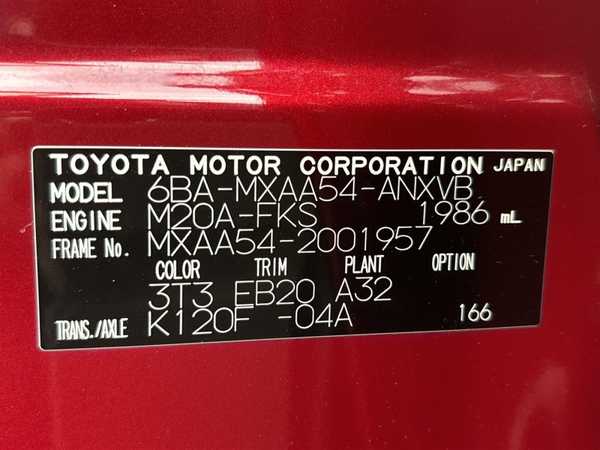 TOYOTA MOTOR CORPORATION JAPAN
MODEL 6BA-MXAA54-ANXVB
ENGINE M20A-FKS 1986 mL
FRAME No. MXAA54-2001957
COLOR TRIM PLANT OPTION
3T3 EB20 A32
TRANS./AXLE K120F -04A 166